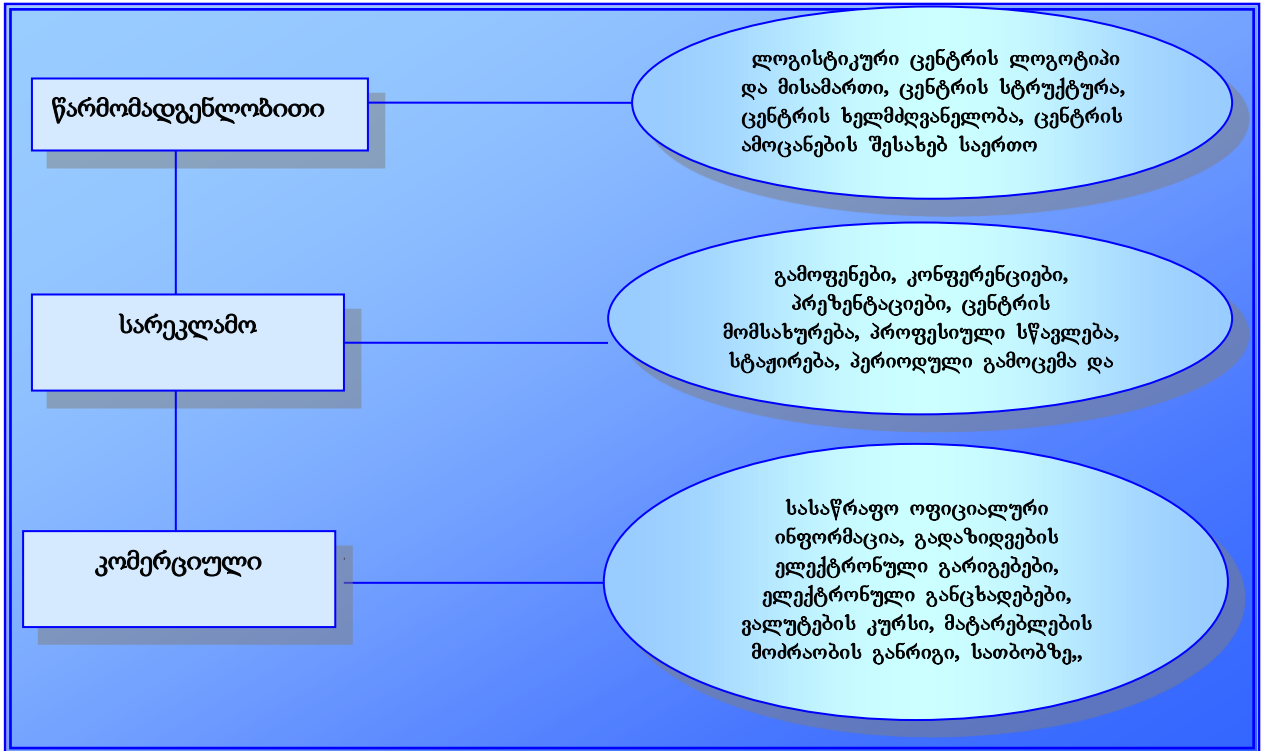 წარმომადგენლობითი
ლოგისტიკური ცენტრის ლოგოტიპი
და მისამართი, ცენტრის სტრუქტურა,
ცენტრის ხელმძღვანელობა, ცენტრის
ამოცანების შესახებ საერთო
სარეკლამო
გამოფენები, კონფერენციები,
პრეზენტაციები, ცენტრის
მომსახურება, პროფესიული სწავლება,
სტაჟირება, პერიოდული გამოცემა და
კომერციული
სასაწრაფო ოფიციალური
ინფორმაცია, გადაზიდვების
ელექტრონული გარიგებები,
ელექტრონული განცხადებები,
ვალუტების კურსი, მატარებლების
მოძრაობის განრიგი, სათბობზე,,